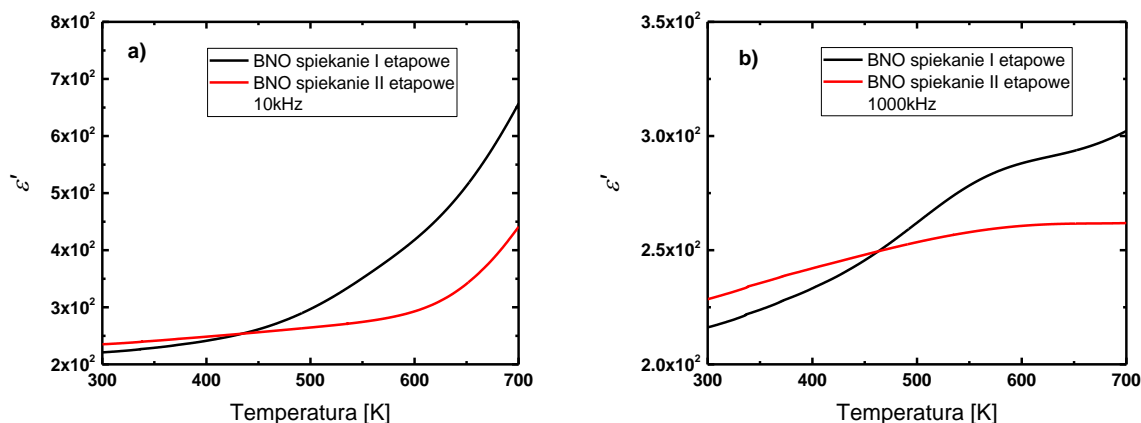 a)
BNO spiekanie I etapowe
BNO spiekanie II etapowe
10kHz
8x10²
7x10²
6x10²
5x10²
4x10²
3x10²
2x10²
ε'
300 400 500 600 700
Temperatura [K]
b)
BNO spiekanie I etapowe
BNO spiekanie II etapowe
1000kHz
3.5x10²
3.0x10²
2.5x10²
2.0x10²
ε'
300 400 500 600 700
Temperatura [K]